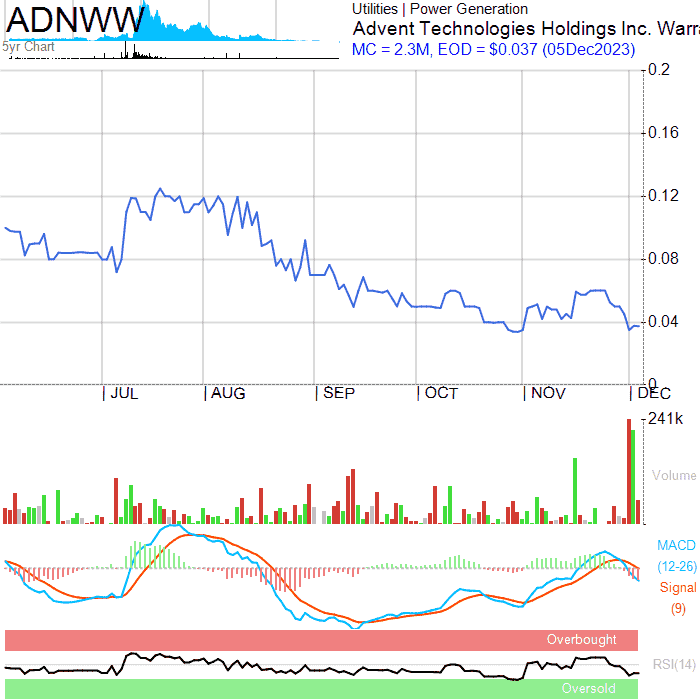 ADNWW
5yr Chart
Utilities | Power Generation
Advent Technologies Holdings Inc. Warra
MC = 2.3M, EOD = $0.037 (05Dec2023)
0.2
0.16
0.12
0.08
0.04
0
JUL
AUG
SEP
OCT
NOV
DEC
241k
Volume
MACD
(12-26)
Signal
(9)
Overbought
RSI(14)
Oversold